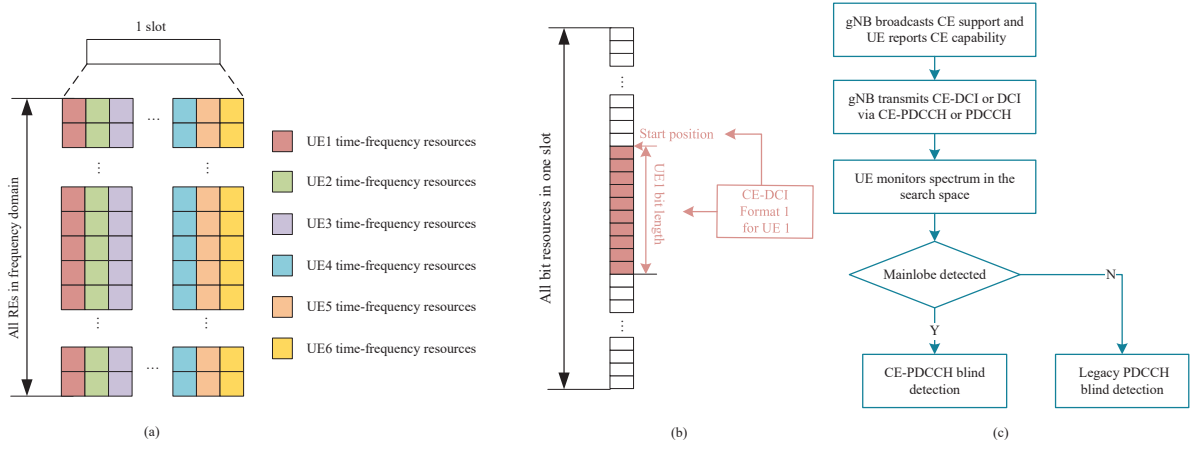 1 slot
All REs in frequency domain
...
...
...
...
...
...
UE1 time-frequency resources
UE2 time-frequency resources
UE3 time-frequency resources
UE4 time-frequency resources
UE5 time-frequency resources
UE6 time-frequency resources
(a)
All bit resources in one slot
...
Start position
UE1 bit length
CE-DCI
Format 1
for UE 1
...
(b)
gNB broadcasts CE support and
UE reports CE capability
gNB transmits CE-DCI or DCI
via CE-PDCCH or PDCCH
UE monitors spectrum in the
search space
Mainlobe detected
N
Y
CE-PDCCH blind
detection
Legacy PDCCH
blind detection
(c)